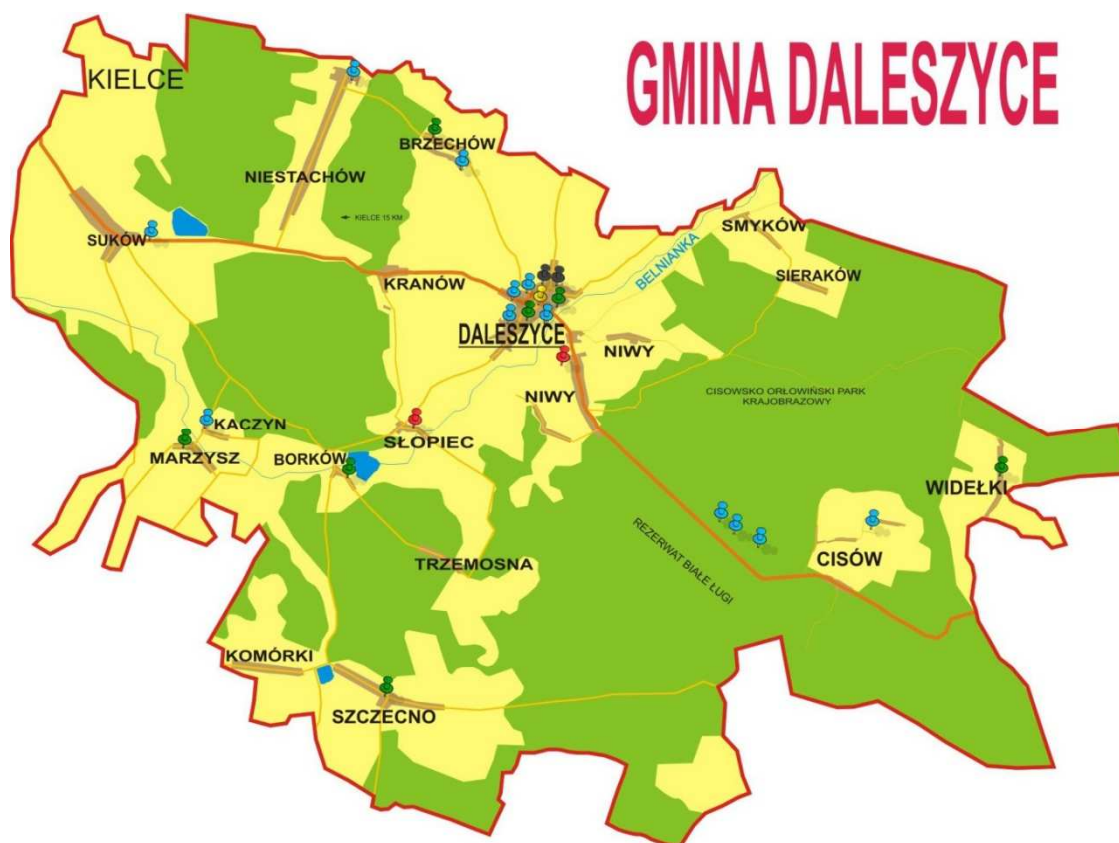 GMINA DALESZYCE
KIELCE
BRZECHÓW
NIESTACHÓW
KIELCE 15 KM
SMYKÓW
SUKÓW
BELNIANKA
SIERAKÓW
KRANÓW
DALESZYCE
NIWY
CISOWSKO ORŁOWIŃSKI PARK
KRAJOBRAZOWY
NIWY
KACZYN
SŁOPIEC
MARZYSZ
BORKÓW
WIDEŁKI
REZERWAT BIAŁE ŁUGI
CISÓW
TRZEMOSNA
KOMÓRKI
SZCZECNO